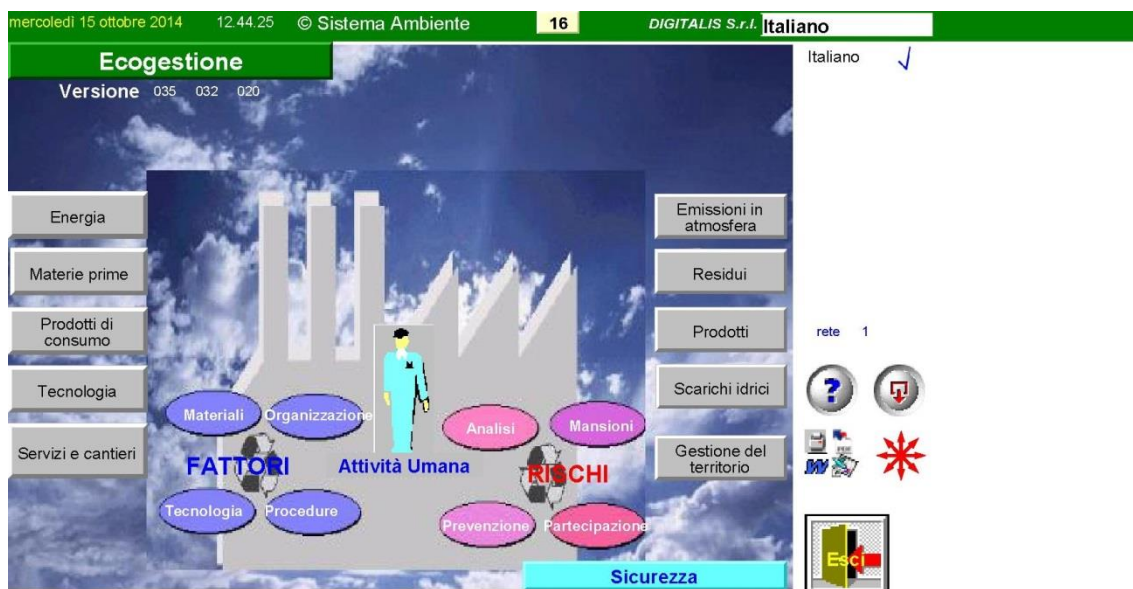 mercoledì 15 ottobre 2014 12.44.25 © Sistema Ambiente 16 DIGITALIS S.r.l. Italiano
Ecogestione
Italiano
Versione 035 032 020
Energia
Emissioni in
atmosfera
Materie prime
Residui
Prodotti di
consumo
Prodotti
rete 1
Tecnologia
Scarichi idrici
?
Materiali
Organizzazione
Analisi
Mansioni
Servizi e cantieri
Gestione del
territorio
FATTORI
Attività Umana
RISCHI
W
Tecnologia
Procedure
Prevenzione
Partecipazione
Esci
Sicurezza